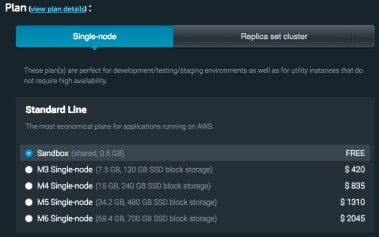 Plan (view plan details) :
Single-node
Replica set cluster
These plan(s) are perfect for development/testing/staging environments as well as for utility instances that do
not require high availability.
Standard Line
The most economical plans for applications running on AWS.
Sandbox (shared, 0.5 GB) FREE
M3 Single-node (7.5 GB, 120 GB SSD block storage) $ 420
M4 Single-node (15 GB, 240 GB SSD block storage) $ 835
M5 Single-node (34.2 GB, 480 GB SSD block storage) $ 1310
M6 Single-node (68.4 GB, 700 GB SSD block storage) $ 2045